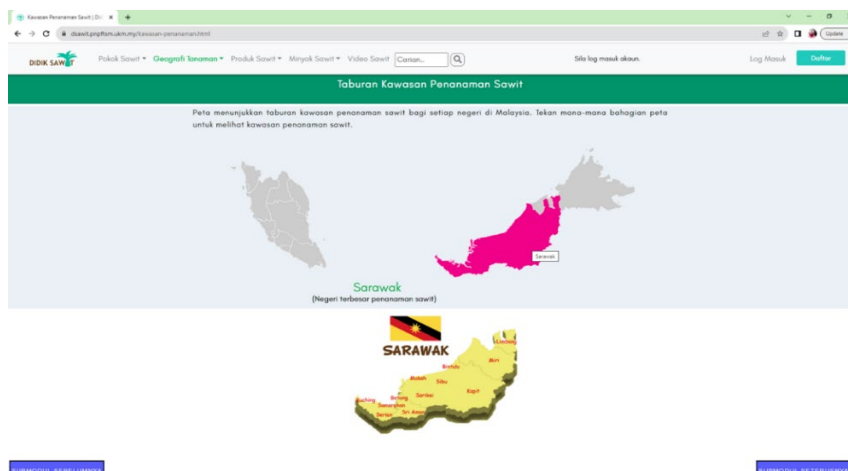 Kawasan Penanaman Sawit | Di
dsawit.pnpftsm.ukm.my/kawasan-penanaman.html
Update
DIDIK SAWIT
Pokok Sawit
Geografi Tanaman
Produk Sawit
Minyak Sawit
Video Sawit
Carian...
Sila log masuk akaun.
Log Masuk
Daftar
Taburan Kawasan Penanaman Sawit
Peta menunjukkan taburan kawasan penanaman sawit bagi setiap negeri di Malaysia. Tekan mana-mana bahagian peta
untuk melihat kawasan penanaman sawit.
Sarawak
Sarawak
(Negeri terbesar penanaman sawit)
SARAWAK
Limbang
Miri
Bintulu
Mukah
Sibu
Kapit
Kuching
Betong
Sarikei
Samarahan
Serian
Sri Aman
SUBMODUL SEBELUMNYA
SUBMODUL SETERUSNYA